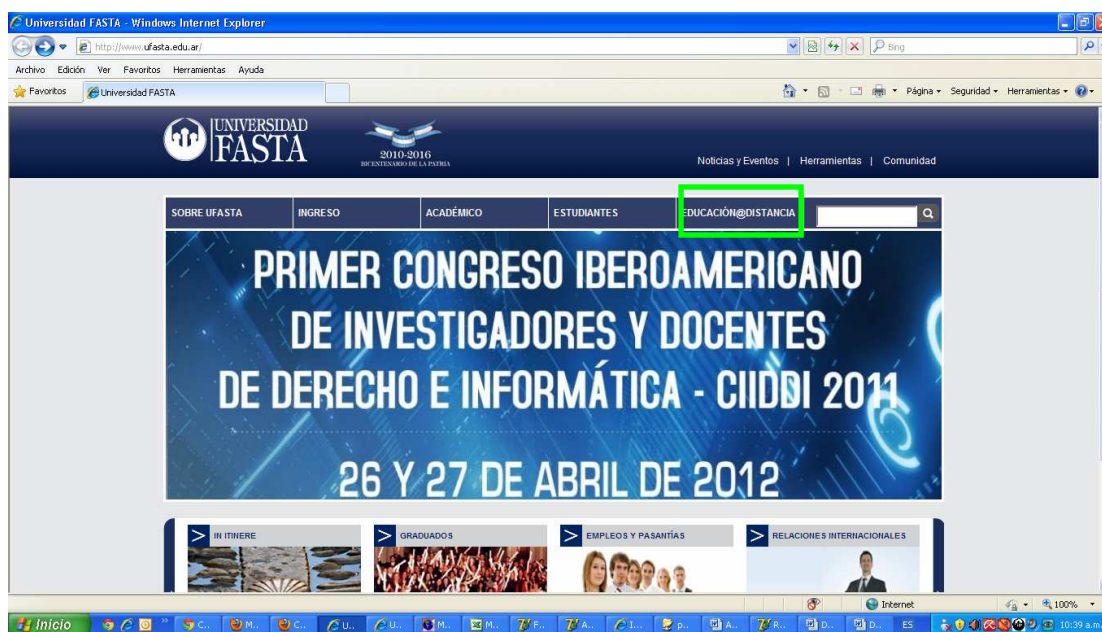 Universidad FASTA - Windows Internet Explorer
http://www.ufasta.edu.ar/
Bing
Archivo Edición Ver Favoritos Herramientas Ayuda
Favoritos Universidad FASTA Página Seguridad Herramientas
UNIVERSIDAD
FASTA
2010-2016
BICENTENARIO DE LA PATRIA
Noticias y Eventos | Herramientas | Comunidad
SOBRE UFASTA INGRESO ACADÉMICO ESTUDIANTES EDUCACIÒN@DISTANCIA
PRIMER CONGRESO IBEROAMERICANO
DE INVESTIGADORES Y DOCENTES
DE DERECHO E INFORMÁTICA - CIIDDI 2011
26 Y 27 DE ABRIL DE 2012
> IN ITINERE > GRADUADOS > EMPLEOS Y PASANTÍAS > RELACIONES INTERNACIONALES
Internet 100%
Inicio C.. M.. C.. U.. U.. M.. M.. F.. A.. I... p.. A.. R.. D.. D.. ES 10:39 a.m.